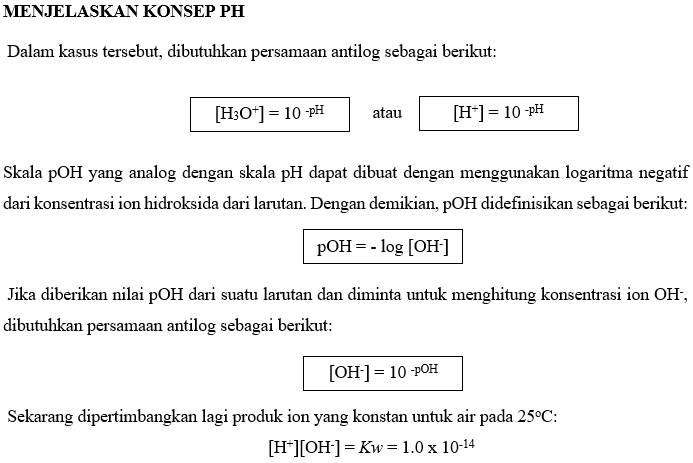 MENJELASKAN KONSEP PH
Dalam kasus tersebut, dibutuhkan persamaan antilog sebagai berikut:
[H₃O⁺] = 10 ⁻ᵖᴴ atau [H⁺] = 10 ⁻ᵖᴴ
Skala pOH yang analog dengan skala pH dapat dibuat dengan menggunakan logaritma negatif
dari konsentrasi ion hidroksida dari larutan. Dengan demikian, pOH didefinisikan sebagai berikut:
pOH = - log [OH⁻]
Jika diberikan nilai pOH dari suatu larutan dan diminta untuk menghitung konsentrasi ion OH⁻,
dibutuhkan persamaan antilog sebagai berikut:
[OH⁻] = 10 ⁻ᵖᴼᴴ
Sekarang dipertimbangkan lagi produk ion yang konstan untuk air pada 25°C:
[H⁺][OH⁻] = Kw = 1.0 x 10⁻¹⁴